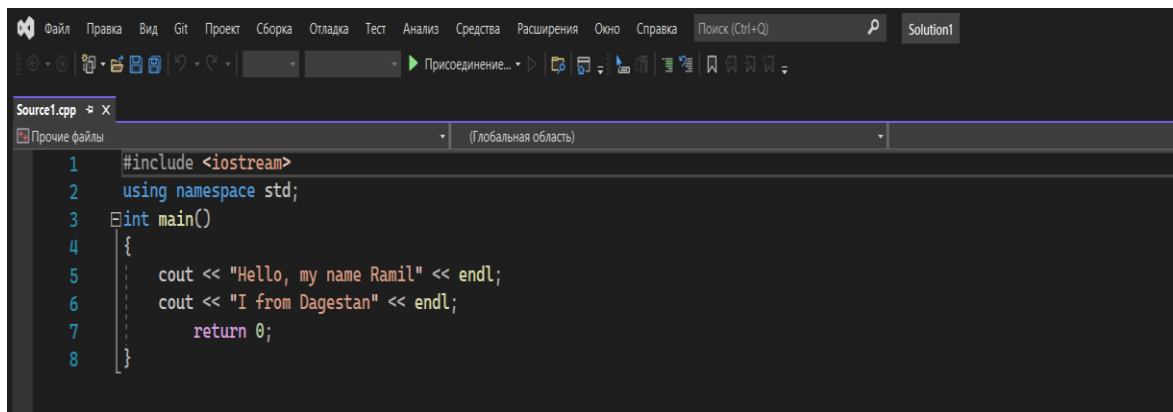 Файл Правка Вид Git Проект Сборка Отладка Тест Анализ Средства Расширения Окно Справка Поиск (Ctrl+Q) Solution1
Присоединение...
Source1.cpp
Прочие файлы (Глобальная область)
1 #include <iostream>
2 using namespace std;
3 int main()
4 {
5 cout << "Hello, my name Ramil" << endl;
6 cout << "I from Dagestan" << endl;
7 return 0;
8 }